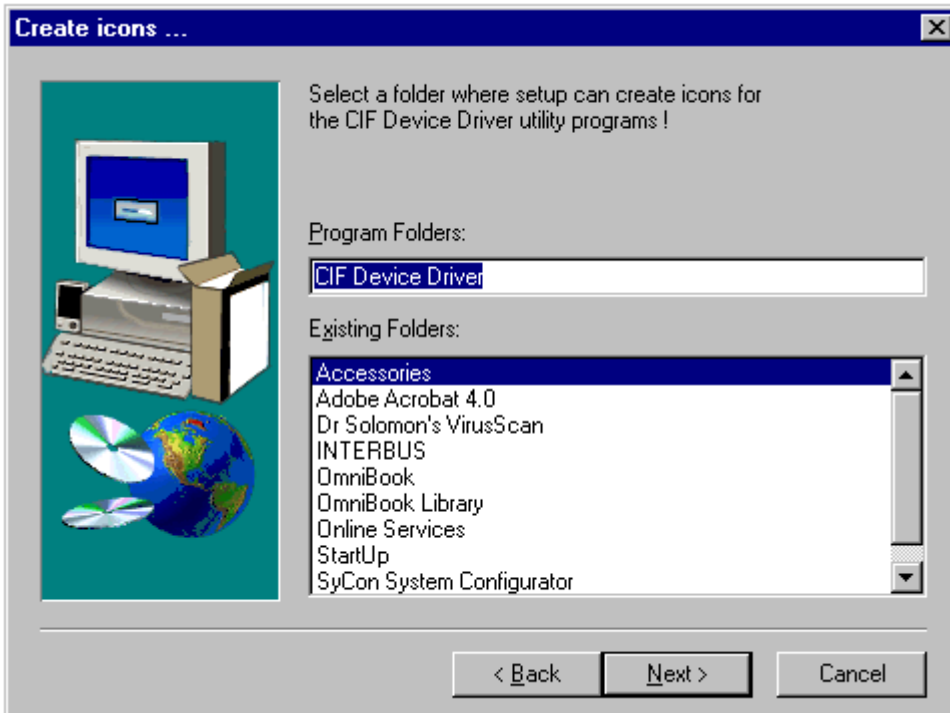 Create icons ...
Select a folder where setup can create icons for
the CIF Device Driver utility programs !
Program Folders:
CIF Device Driver
Existing Folders:
Accessories
Adobe Acrobat 4.0
Dr Solomon's VirusScan
INTERBUS
OmniBook
OmniBook Library
Online Services
StartUp
SyCon System Configurator
< Back
Next >
Cancel